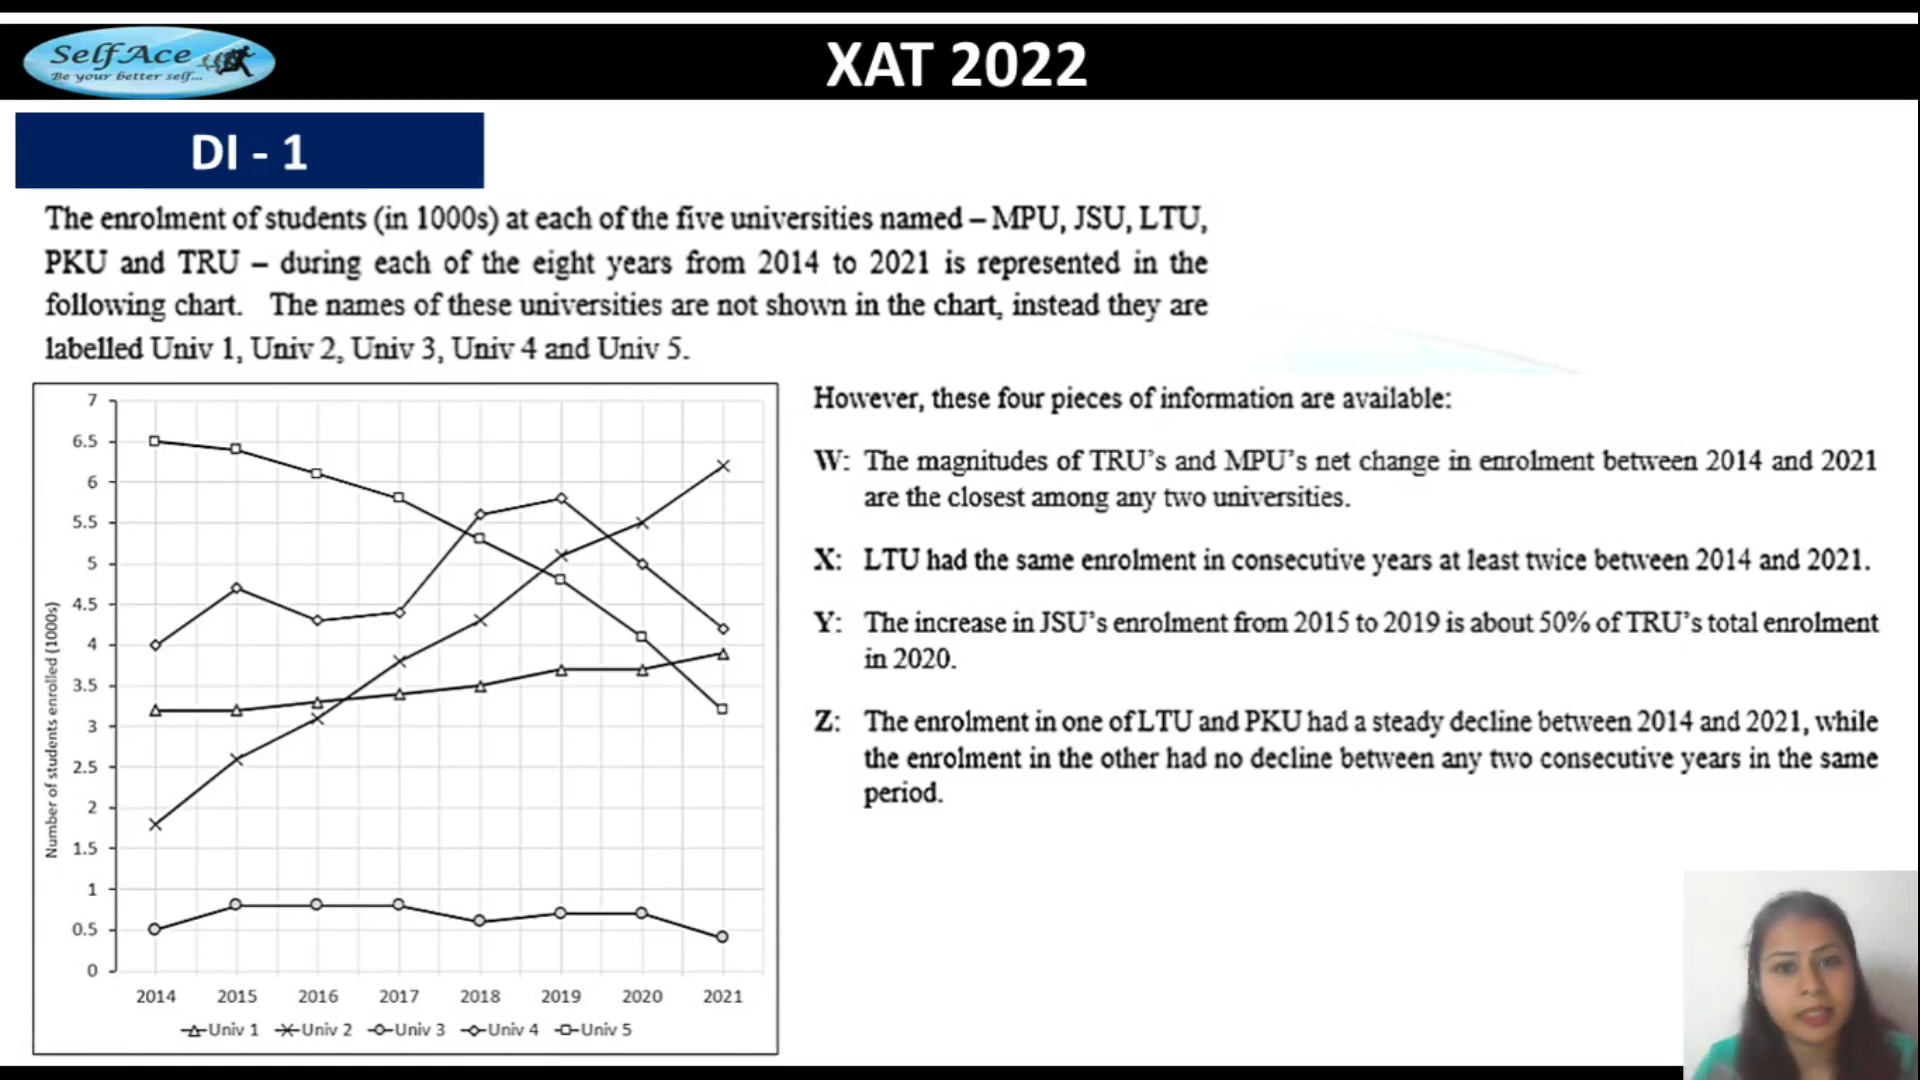 SelfAce
Be your better self...
XAT 2022
DI - 1
The enrolment of students (in 1000s) at each of the five universities named – MPU, JSU, LTU,
PKU and TRU – during each of the eight years from 2014 to 2021 is represented in the
following chart. The names of these universities are not shown in the chart, instead they are
labelled Univ 1, Univ 2, Univ 3, Univ 4 and Univ 5.
7
6.5
6
5.5
5
4.5
4
3.5
3
2.5
2
1.5
1
0.5
0
Number of students enrolled (1000s)
2014 2015 2016 2017 2018 2019 2020 2021
Univ 1 Univ 2 Univ 3 Univ 4 Univ 5
However, these four pieces of information are available:
W: The magnitudes of TRU's and MPU's net change in enrolment between 2014 and 2021
are the closest among any two universities.
X: LTU had the same enrolment in consecutive years at least twice between 2014 and 2021.
Y: The increase in JSU's enrolment from 2015 to 2019 is about 50% of TRU's total enrolment
in 2020.
Z: The enrolment in one of LTU and PKU had a steady decline between 2014 and 2021, while
the enrolment in the other had no decline between any two consecutive years in the same
period.